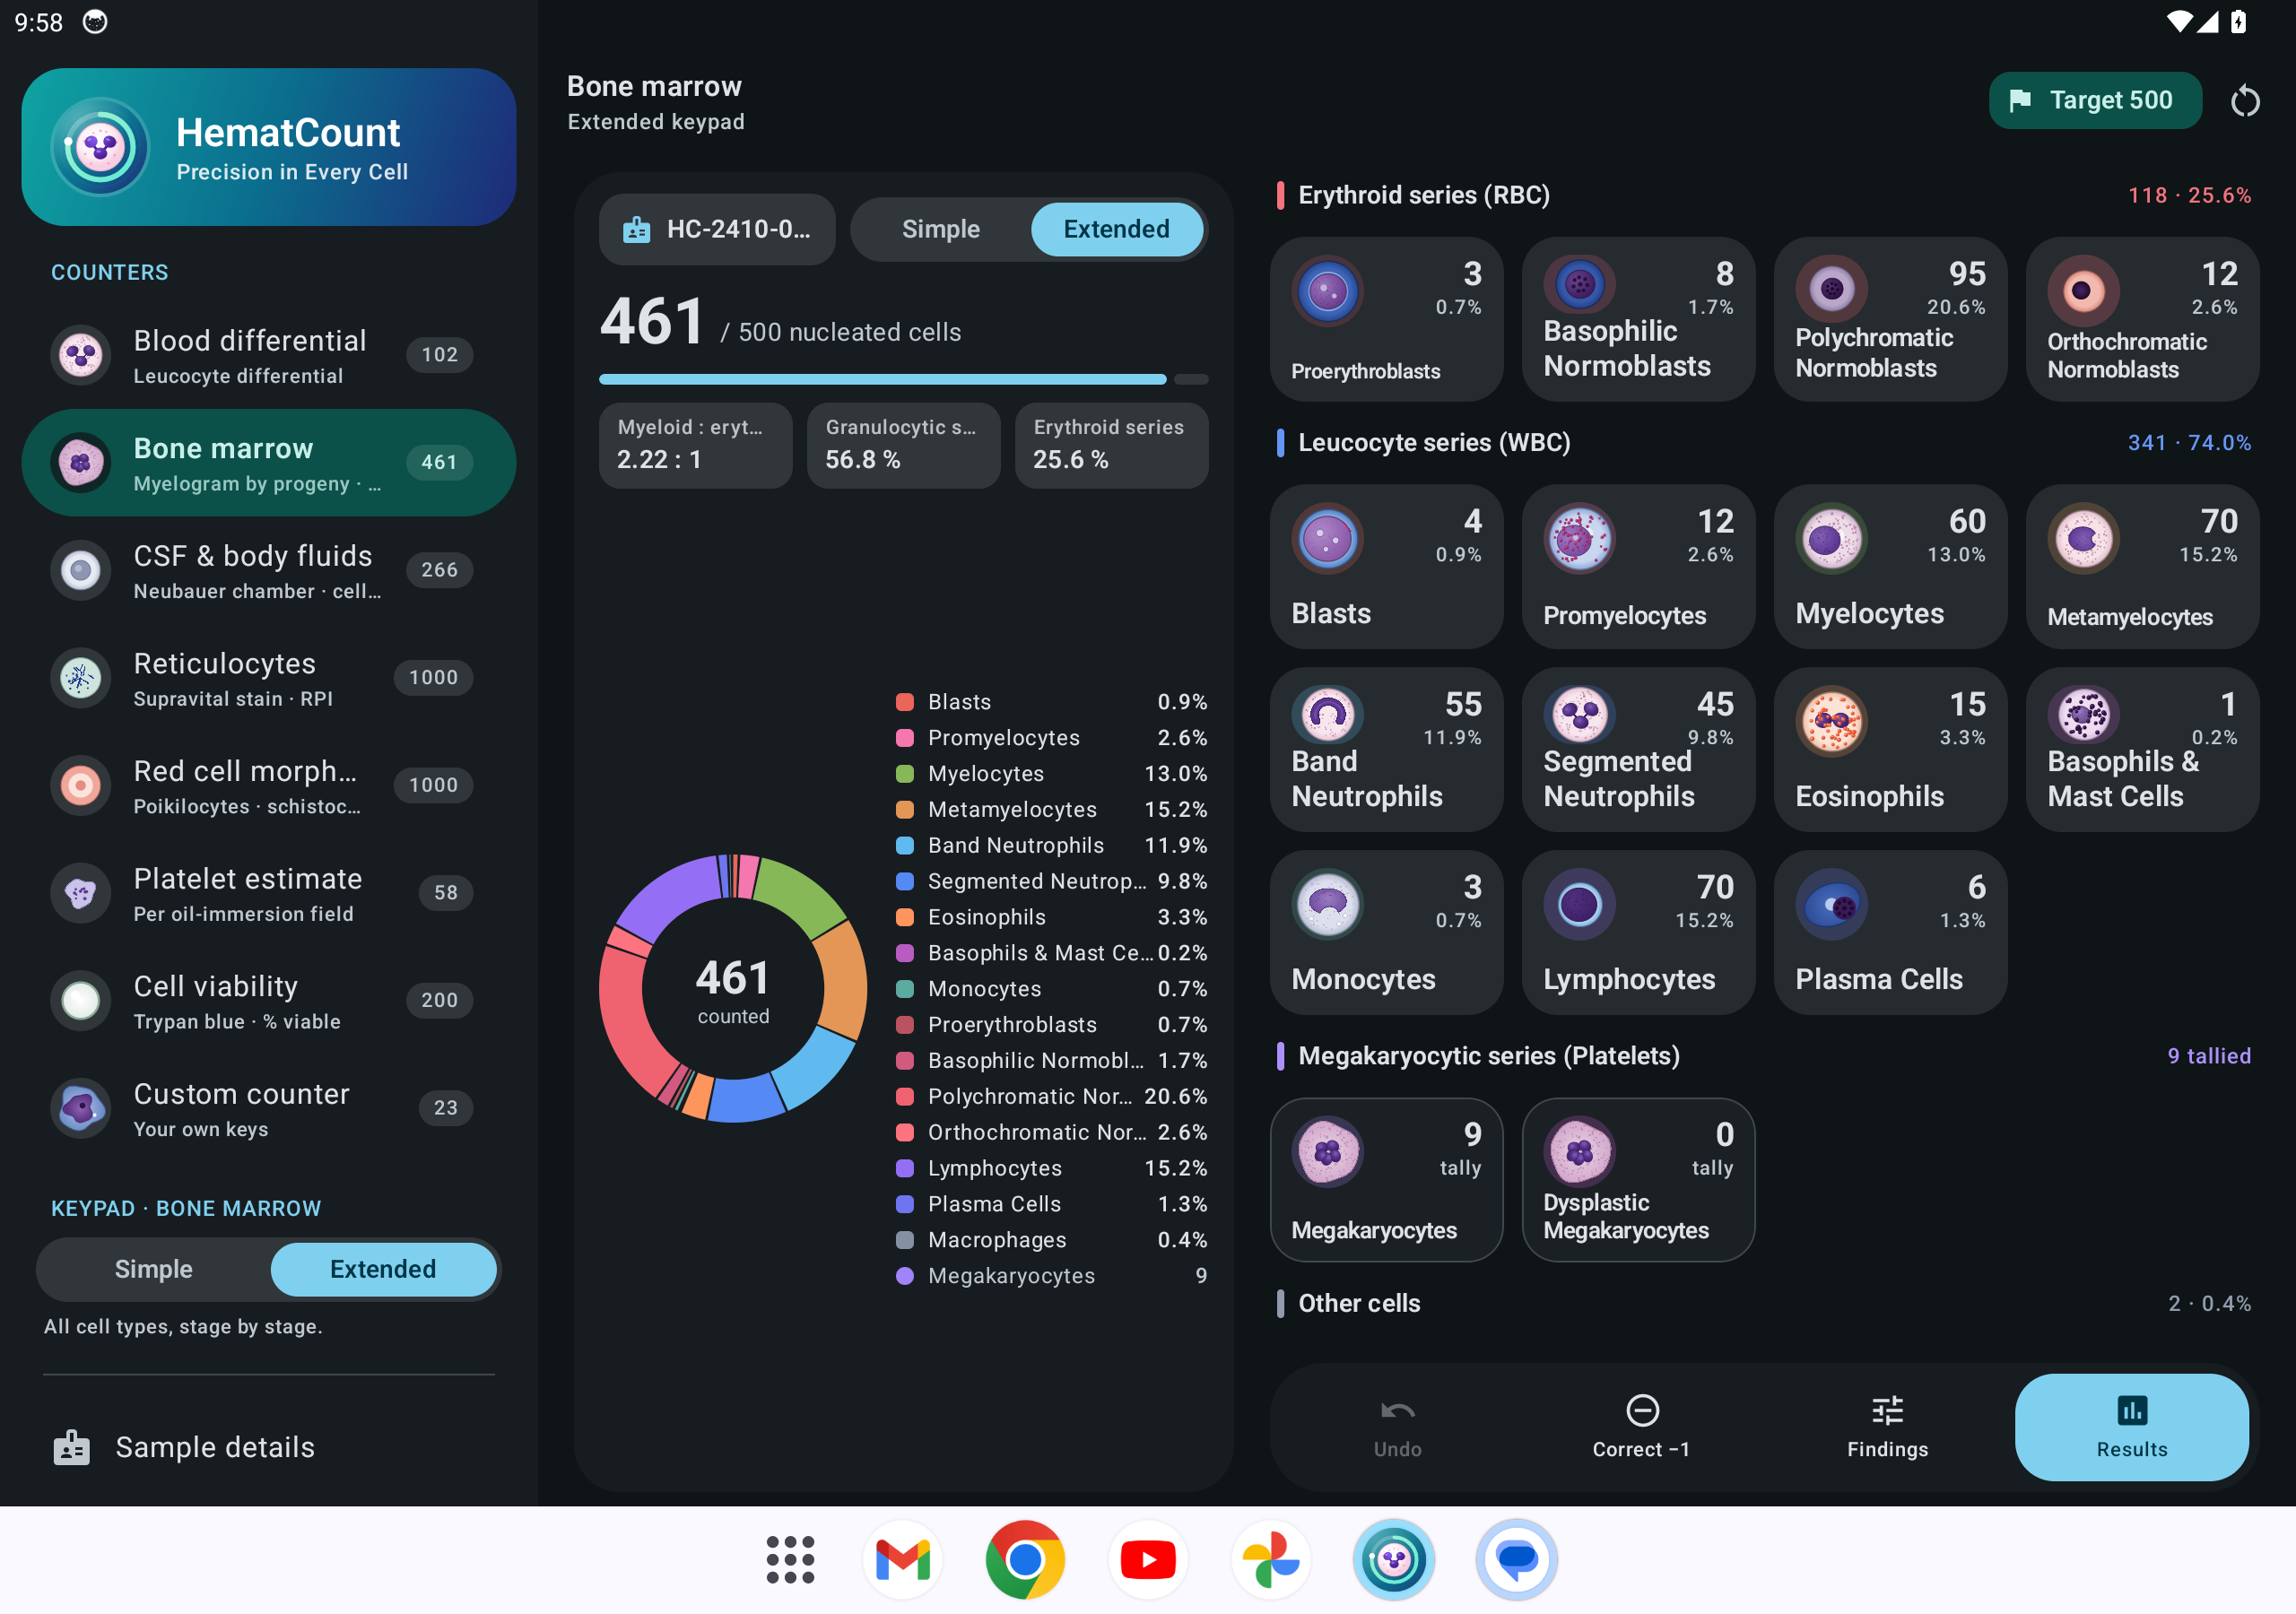 9:58
HematCount
Precision in Every Cell
COUNTERS
Blood differential
Leucocyte differential
102
Bone marrow
Myelogram by progeny · …
461
CSF & body fluids
Neubauer chamber · cell…
266
Reticulocytes
Supravital stain · RPI
1000
Red cell morph…
Poikilocytes · schistoc…
1000
Platelet estimate
Per oil-immersion field
58
Cell viability
Trypan blue · % viable
200
Custom counter
Your own keys
23
KEYPAD · BONE MARROW
Simple
Extended
All cell types, stage by stage.
Sample details
Bone marrow
Extended keypad
Target 500
HC-2410-0…
Simple
Extended
461 / 500 nucleated cells
Myeloid : eryt…
2.22 : 1
Granulocytic s…
56.8 %
Erythroid series
25.6 %
461
counted
Blasts 0.9%
Promyelocytes 2.6%
Myelocytes 13.0%
Metamyelocytes 15.2%
Band Neutrophils 11.9%
Segmented Neutrop… 9.8%
Eosinophils 3.3%
Basophils & Mast Ce… 0.2%
Monocytes 0.7%
Proerythroblasts 0.7%
Basophilic Normobl… 1.7%
Polychromatic Nor… 20.6%
Orthochromatic Nor… 2.6%
Lymphocytes 15.2%
Plasma Cells 1.3%
Macrophages 0.4%
Megakaryocytes 9
Erythroid series (RBC)
118 · 25.6%
3
0.7%
Proerythroblasts
8
1.7%
Basophilic
Normoblasts
95
20.6%
Polychromatic
Normoblasts
12
2.6%
Orthochromatic
Normoblasts
Leucocyte series (WBC)
341 · 74.0%
4
0.9%
Blasts
12
2.6%
Promyelocytes
60
13.0%
Myelocytes
70
15.2%
Metamyelocytes
55
11.9%
Band
Neutrophils
45
9.8%
Segmented
Neutrophils
15
3.3%
Eosinophils
1
0.2%
Basophils &
Mast Cells
3
0.7%
Monocytes
70
15.2%
Lymphocytes
6
1.3%
Plasma Cells
Megakaryocytic series (Platelets)
9 tallied
9
tally
Megakaryocytes
0
tally
Dysplastic
Megakaryocytes
Other cells
2 · 0.4%
Undo
Correct −1
Findings
Results